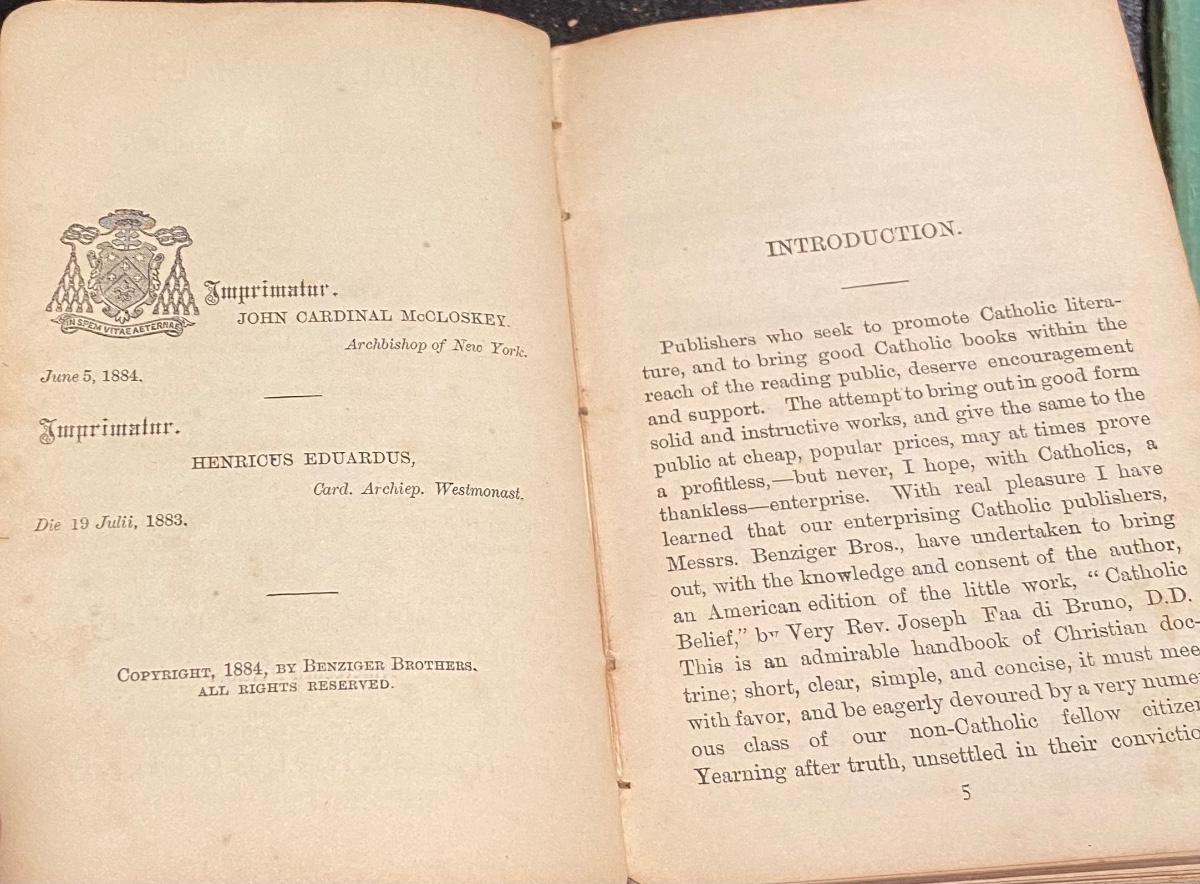 IN SPEM VITAE AETERNAE
Imprimatur.
JOHN CARDINAL McCLOSKEY.
Archbishop of New York.
June 5, 1884.
Imprimatur.
HENRICUS EDUARDUS,
Card. Archiep. Westmonast.
Die 19 Julii, 1883.
COPYRIGHT, 1884, BY BENZIGER BROTHERS.
ALL RIGHTS RESERVED.
INTRODUCTION.
Publishers who seek to promote Catholic litera-
ture, and to bring good Catholic books within the
reach of the reading public, deserve encouragement
and support. The attempt to bring out in good form
solid and instructive works, and give the same to the
public at cheap, popular prices, may at times prove
a profitless,—but never, I hope, with Catholics, a
thankless—enterprise. With real pleasure I have
learned that our enterprising Catholic publishers,
Messrs. Benziger Bros., have undertaken to bring
out, with the knowledge and consent of the author,
an American edition of the little work, “Catholic
Belief,” by Very Rev. Joseph Faa di Bruno, D.D.
This is an admirable handbook of Christian doc-
trine; short, clear, simple, and concise, it must mee
with favor, and be eagerly devoured by a very nume
ous class of our non-Catholic fellow citizen
Yearning after truth, unsettled in their convictio
5